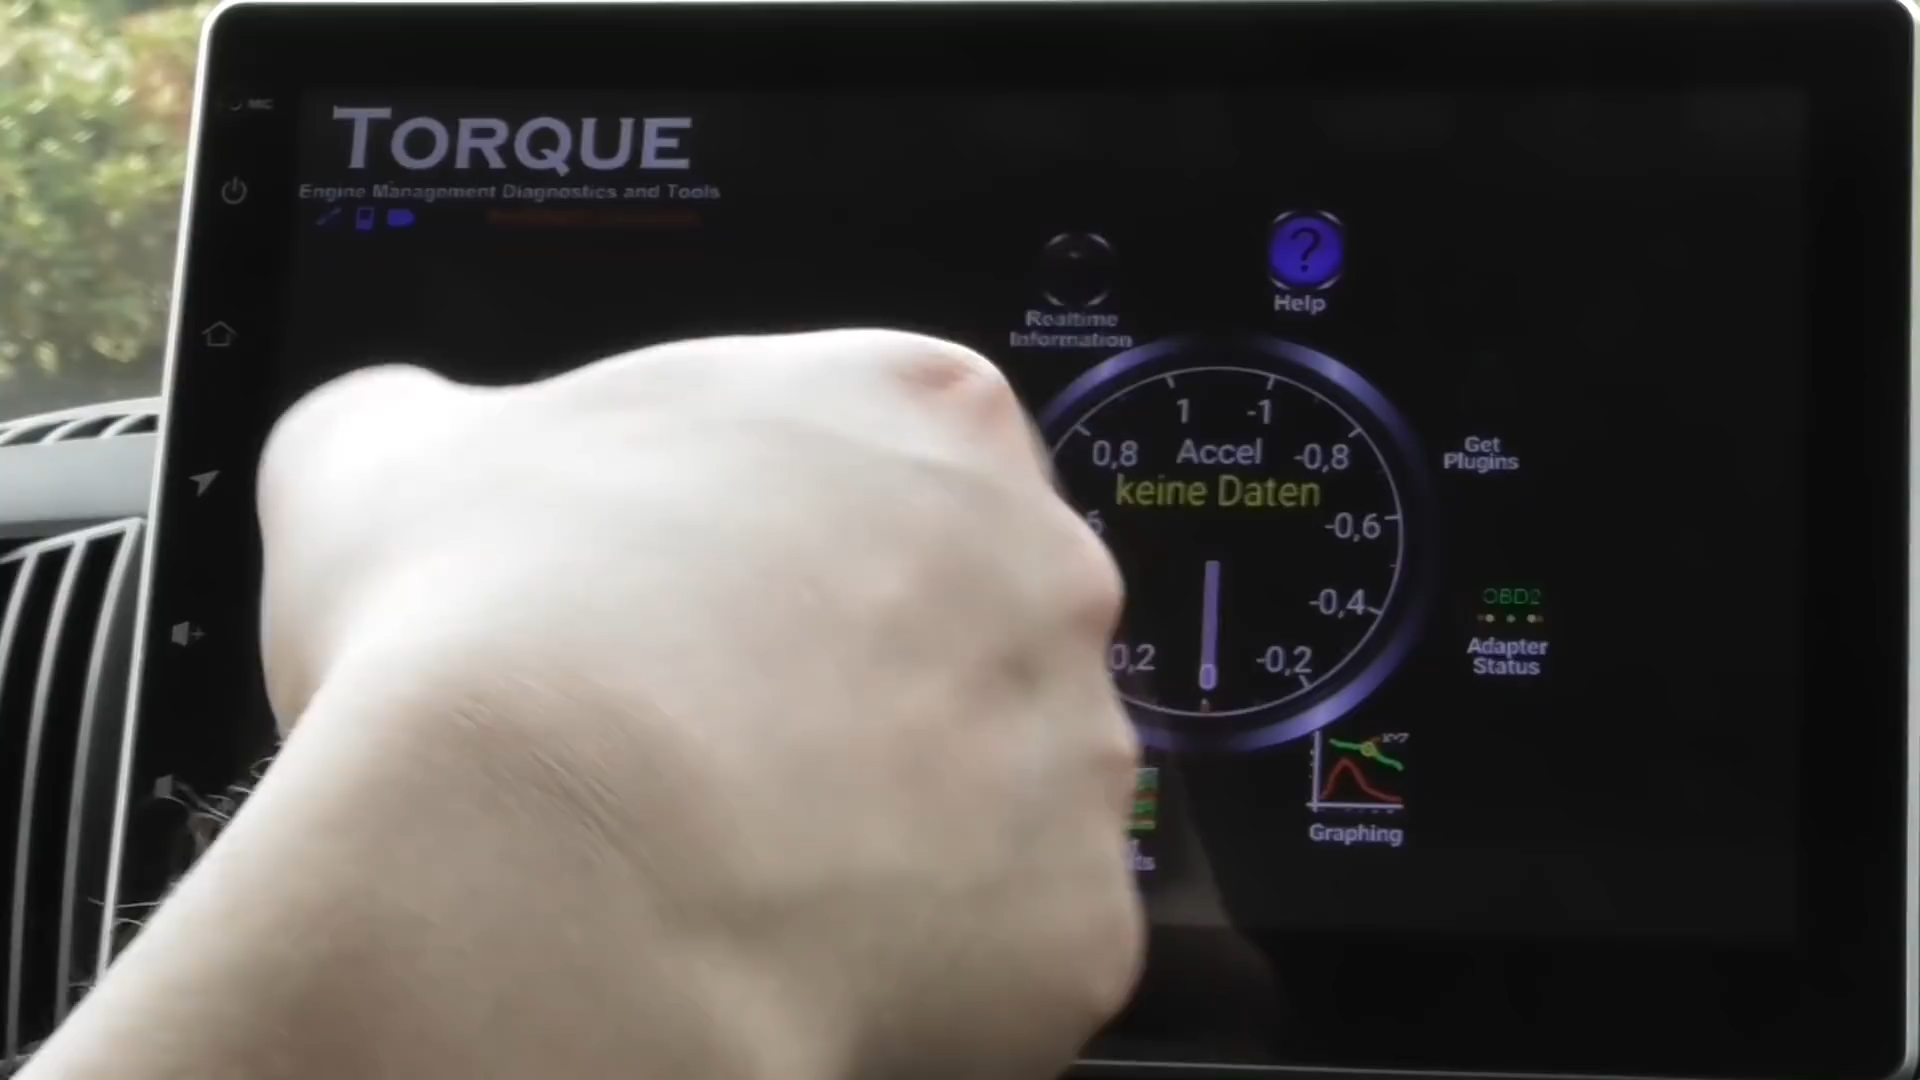 MIC
TORQUE
Engine Management Diagnostics and Tools
Realtime
Information
?
Help
1
-1
0,8
Accel
-0,8
keine Daten
-0,6
-0,4
0,2
-0,2
0
Get
Plugins
OBD2
Adapter
Status
Graphing